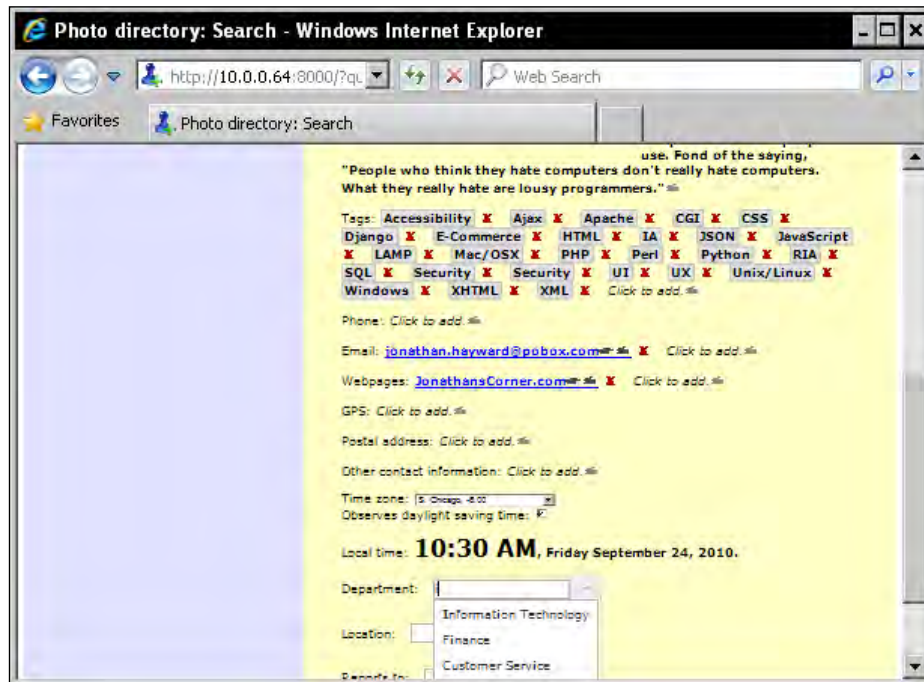 Photo directory: Search - Windows Internet Explorer
http://10.0.0.64:8000/?qu
Web Search
Favorites
Photo directory: Search
use. Fond of the saying,
"People who think they hate computers don't really hate computers.
What they really hate are lousy programmers."
Tags: Accessibility X Ajax X Apache X CGI X CSS X
Django X E-Commerce X HTML X IA X JSON X JavaScript
X LAMP X Mac/OSX X PHP X Perl X Python X RIA X
SQL X Security X Security X UI X UX X Unix/Linux X
Windows X XHTML X XML X Click to add.
Phone: Click to add.
Email: jonathan.hayward@pobox.com X Click to add.
Webpages: JonathansCorner.com X Click to add.
GPS: Click to add.
Postal address: Click to add.
Other contact information: Click to add.
Time zone: S. Chicago, -6:00
Observes daylight saving time:
Local time: 10:30 AM, Friday September 24, 2010.
Department:
Information Technology
Location:
Finance
Customer Service
Reports to: